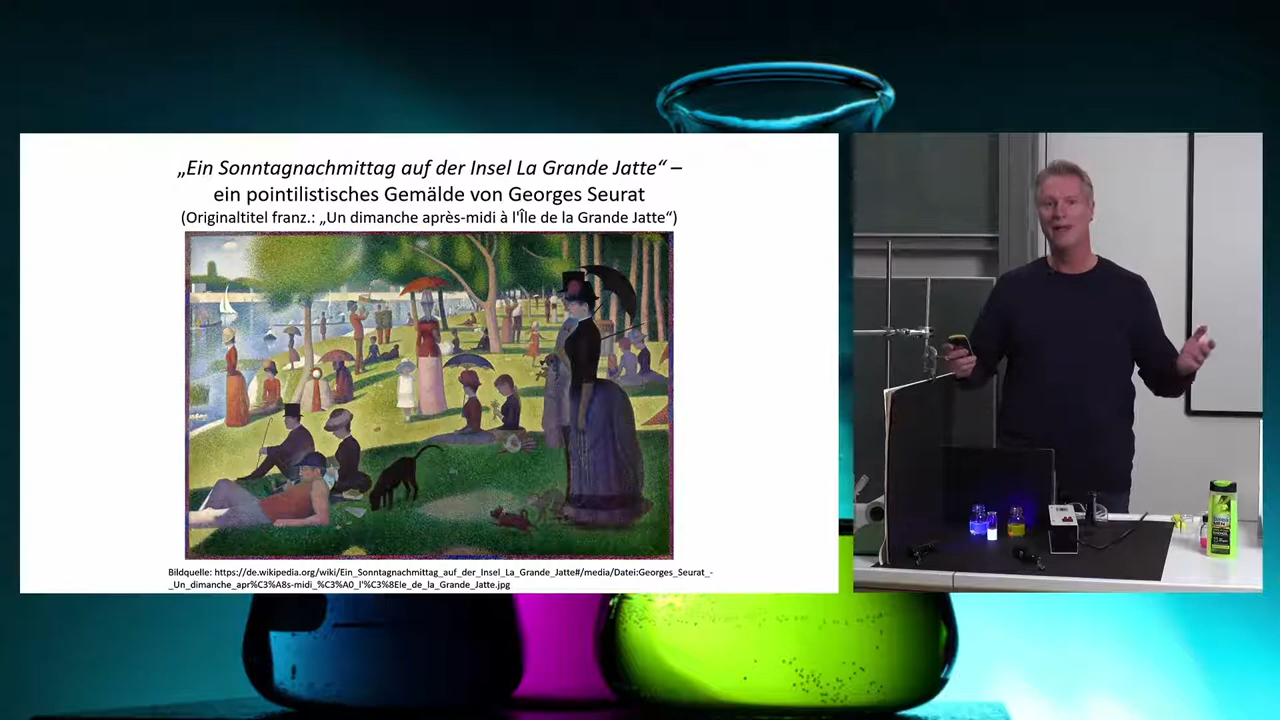 „Ein Sonntagnachmittag auf der Insel La Grande Jatte“ –
ein pointilistisches Gemälde von Georges Seurat
(Originaltitel franz.: „Un dimanche après-midi à l'Île de la Grande Jatte“)
Bildquelle: https://de.wikipedia.org/wiki/Ein_Sonntagnachmittag_auf_der_Insel_La_Grande_Jatte#/media/Datei:Georges_Seurat_-
_Un_dimanche_apr%C3%A8s-midi_%C3%A0_l'%C3%8Ele_de_la_Grande_Jatte.jpg
MEN